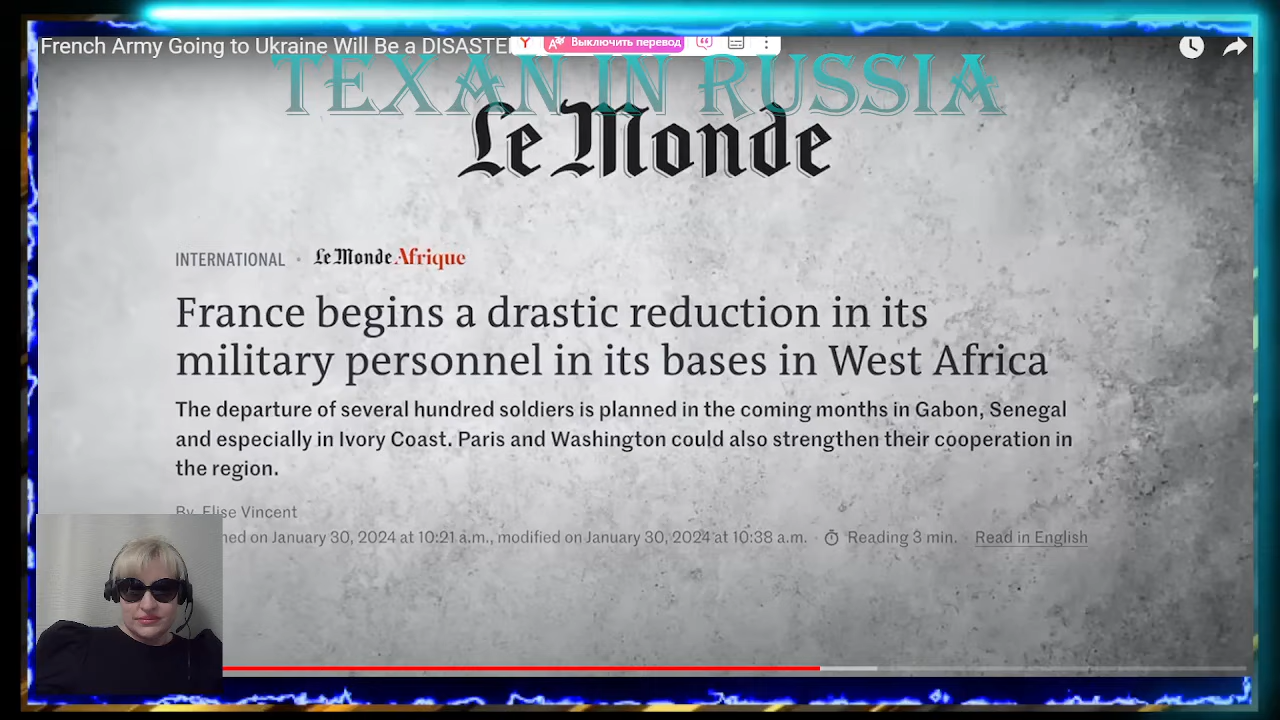 French Army Going to Ukraine Will Be a DISASTE
Выключить перевод
TEXAN IN RUSSIA
Le Monde
INTERNATIONAL • Le Monde Afrique
France begins a drastic reduction in its
military personnel in its bases in West Africa
The departure of several hundred soldiers is planned in the coming months in Gabon, Senegal
and especially in Ivory Coast. Paris and Washington could also strengthen their cooperation in
the region.
By Elise Vincent
on January 30, 2024 at 10:21 a.m., modified on January 30, 2024 at 10:38 a.m. · Reading 3 min. Read in English